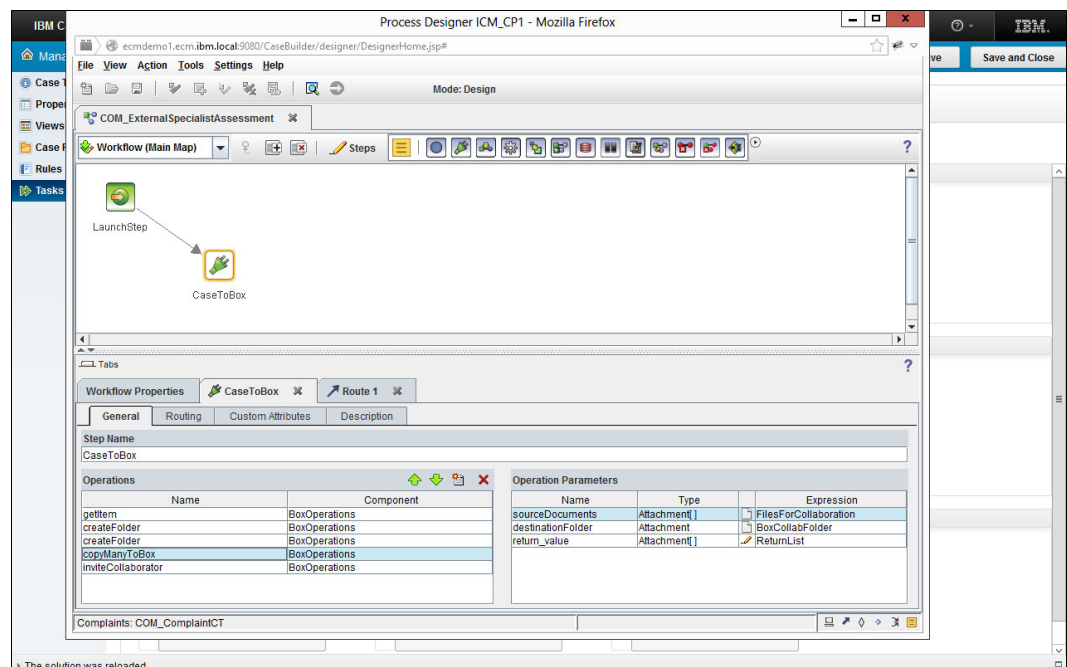 IBM C
Process Designer ICM_CP1 - Mozilla Firefox
IBM.
ecmdemo1.ecm.ibm.local:9080/CaseBuilder/designer/DesignerHome.jsp#
Mana
ve
Save and Close
File View Action Tools Settings Help
Case T
Mode: Design
Proper
COM_ExternalSpecialistAssessment
Views
Case F
Workflow (Main Map)
Steps
?
Rules
Tasks
LaunchStep
CaseToBox
Tabs
?
Workflow Properties CaseToBox Route 1
General Routing Custom Attributes Description
Step Name
CaseToBox
Operations
Operation Parameters
Name Component
Name Type Expression
getItem BoxOperations
sourceDocuments Attachment[] FilesForCollaboration
createFolder BoxOperations
destinationFolder Attachment BoxCollabFolder
createFolder BoxOperations
return_value Attachment[] ReturnList
copyManyToBox BoxOperations
inviteCollaborator BoxOperations
Complaints: COM_ComplaintCT
The solution was reloaded